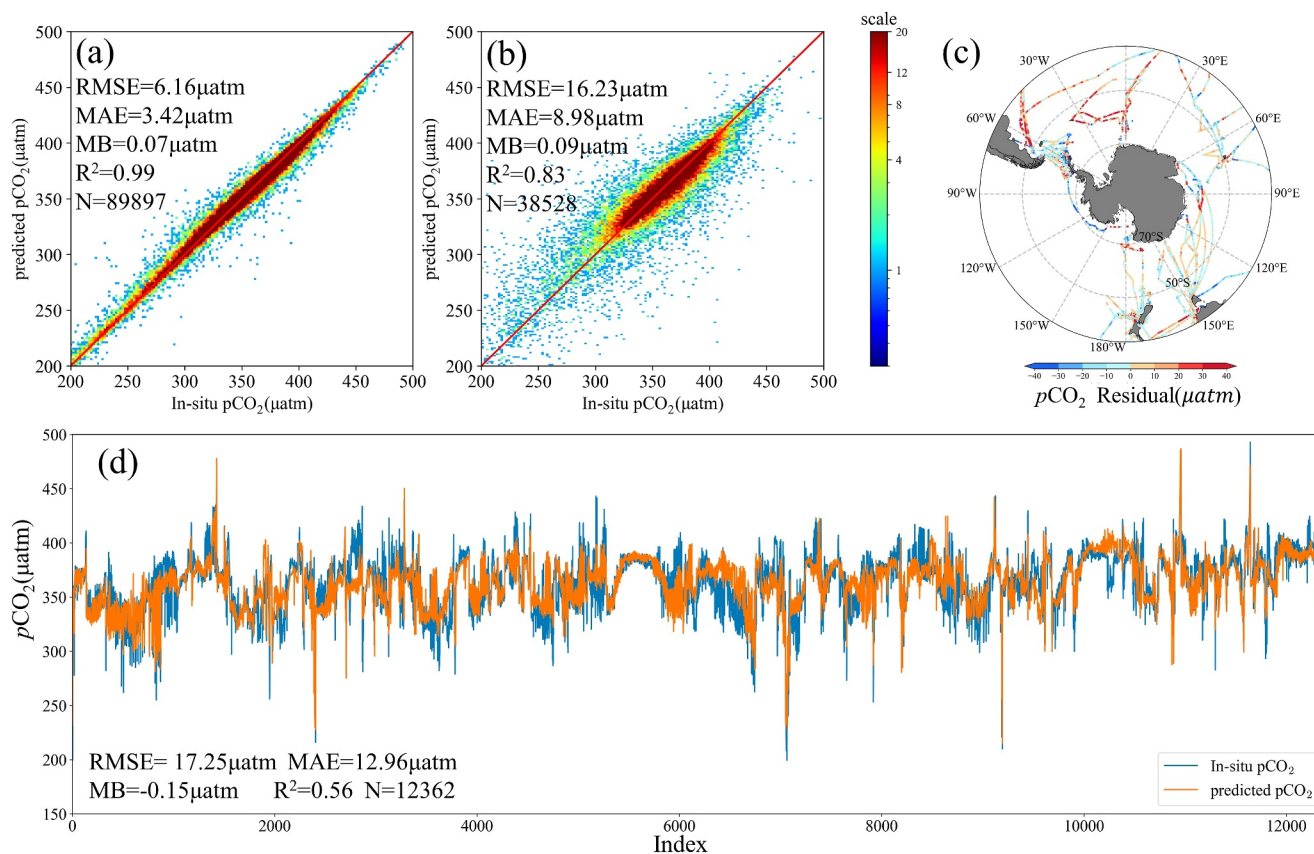 (a)
RMSE=6.16μatm
MAE=3.42μatm
MB=0.07μatm
R²=0.99
N=89897
500
450
400
350
300
250
200
predicted pCO₂(μatm)
200 250 300 350 400 450 500
In-situ pCO₂(μatm)
(b)
RMSE=16.23μatm
MAE=8.98μatm
MB=0.09μatm
R²=0.83
N=38528
500
450
400
350
300
250
200
predicted pCO₂(μatm)
200 250 300 350 400 450 500
In-situ pCO₂(μatm)
scale
20
12
8
4
1
(c)
30°W 30°E
60°W 60°E
90°W 90°E
70°S
120°W 120°E
50°S
150°W 150°E
180°W
−40 −30 −20 −10 0 10 20 30 40
pCO₂ Residual(μatm)
(d)
500
450
400
350
300
250
200
150
pCO₂(μatm)
RMSE= 17.25μatm MAE=12.96μatm
MB=-0.15μatm R²=0.56 N=12362
In-situ pCO₂
predicted pCO₂
0 2000 4000 6000 8000 10000 12000
Index